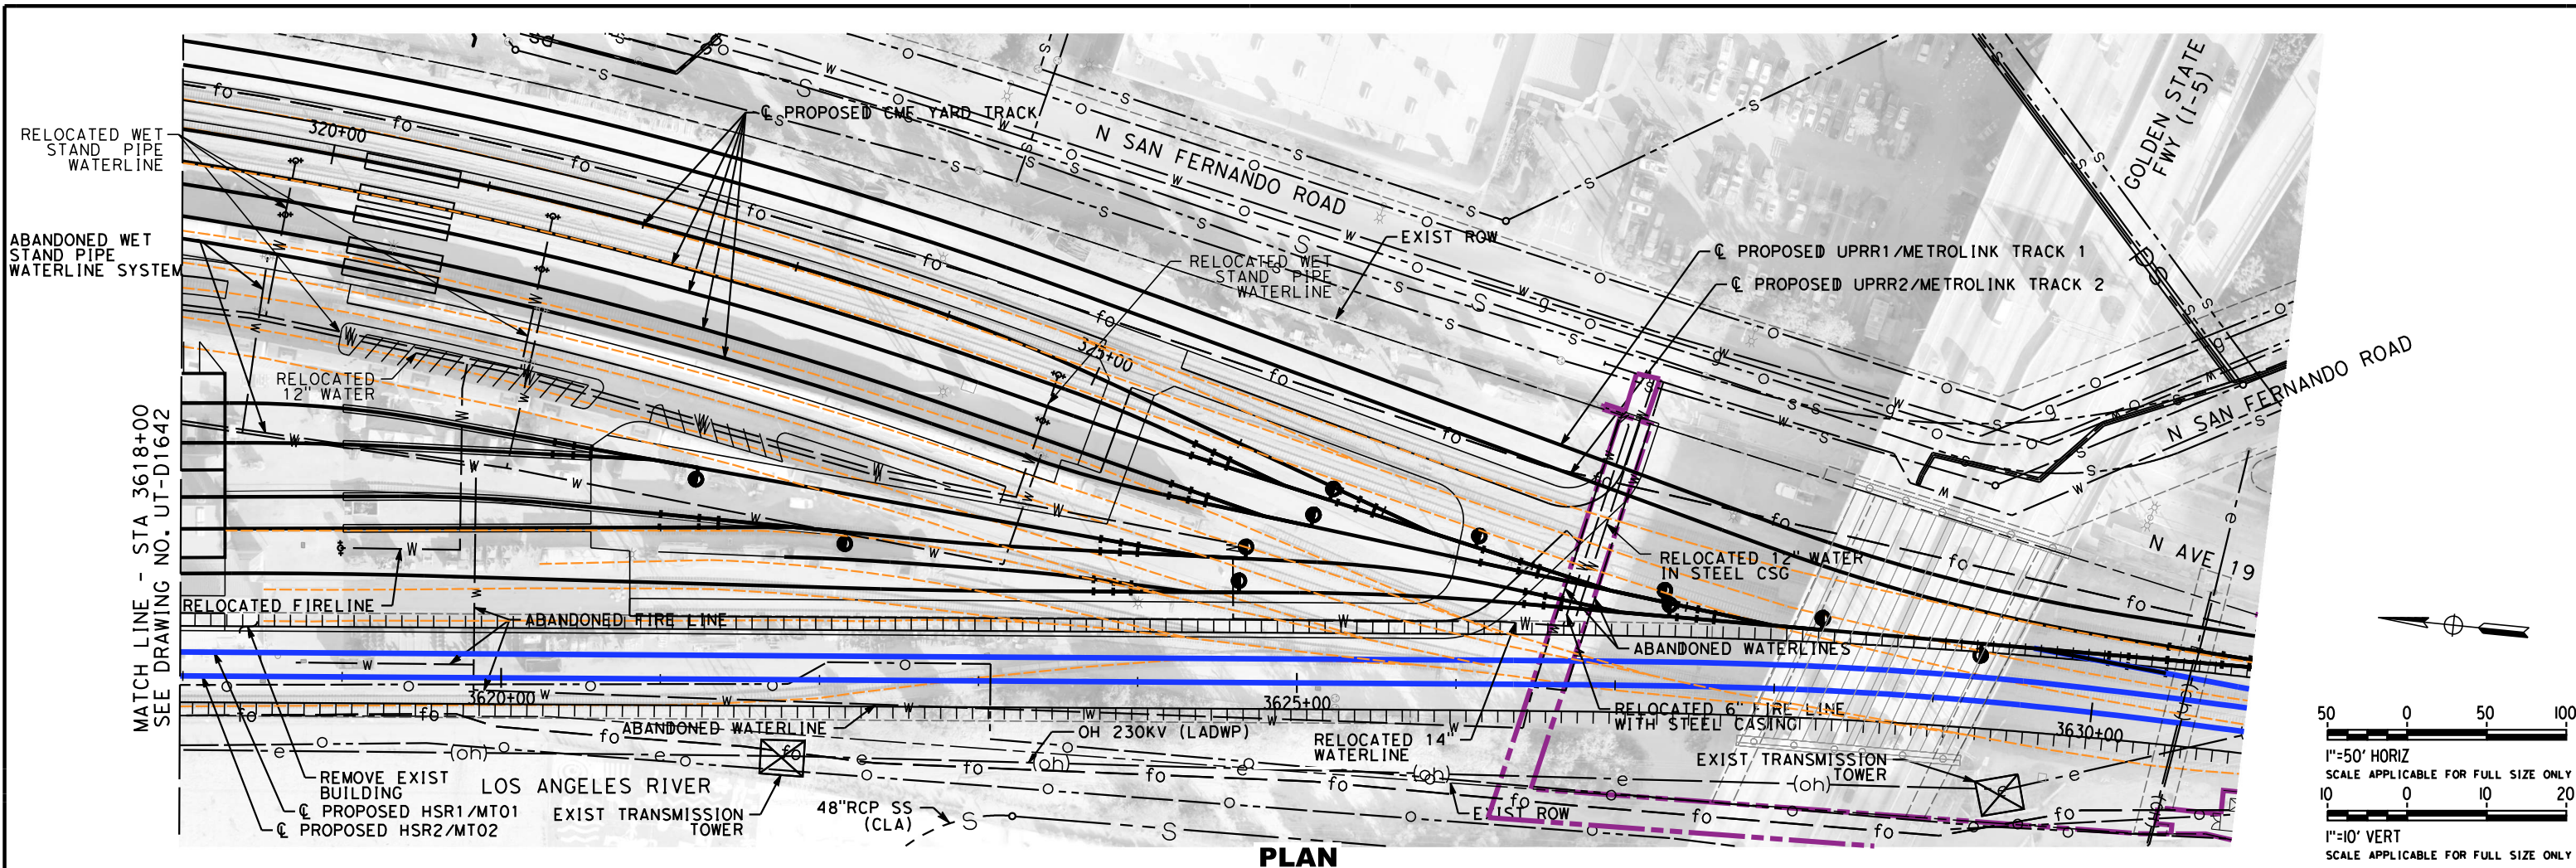 RELOCATED WET
STAND PIPE
WATERLINE
ABANDONED WET
STAND PIPE
WATERLINE SYSTEM
320+00
℄ PROPOSED CMF YARD TRACK
N SAN FERNANDO ROAD
EXIST ROW
RELOCATED WET
STAND PIPE
WATERLINE
325+00
℄ PROPOSED UPRR1/METROLINK TRACK 1
℄ PROPOSED UPRR2/METROLINK TRACK 2
GOLDEN STATE
FWY (I-5)
N SAN FERNANDO ROAD
N AVE 19
RELOCATED
12" WATER
MATCH LINE - STA 3618+00
SEE DRAWING NO. UT-D1642
RELOCATED FIRELINE
ABANDONED FIRE LINE
RELOCATED 12" WATER
IN STEEL CSG
ABANDONED WATERLINES
3620+00
3625+00
3630+00
ABANDONED WATERLINE
OH 230KV (LADWP)
RELOCATED 14"
WATERLINE
RELOCATED 6" FIRE LINE
WITH STEEL CASING
EXIST TRANSMISSION
TOWER
REMOVE EXIST
BUILDING
LOS ANGELES RIVER
℄ PROPOSED HSR1/MT01
℄ PROPOSED HSR2/MT02
EXIST TRANSMISSION
TOWER
48"RCP SS
(CLA)
EXIST ROW
50 0 50 100
1"=50' HORIZ
SCALE APPLICABLE FOR FULL SIZE ONLY
10 0 10 20
1"=10' VERT
SCALE APPLICABLE FOR FULL SIZE ONLY
PLAN